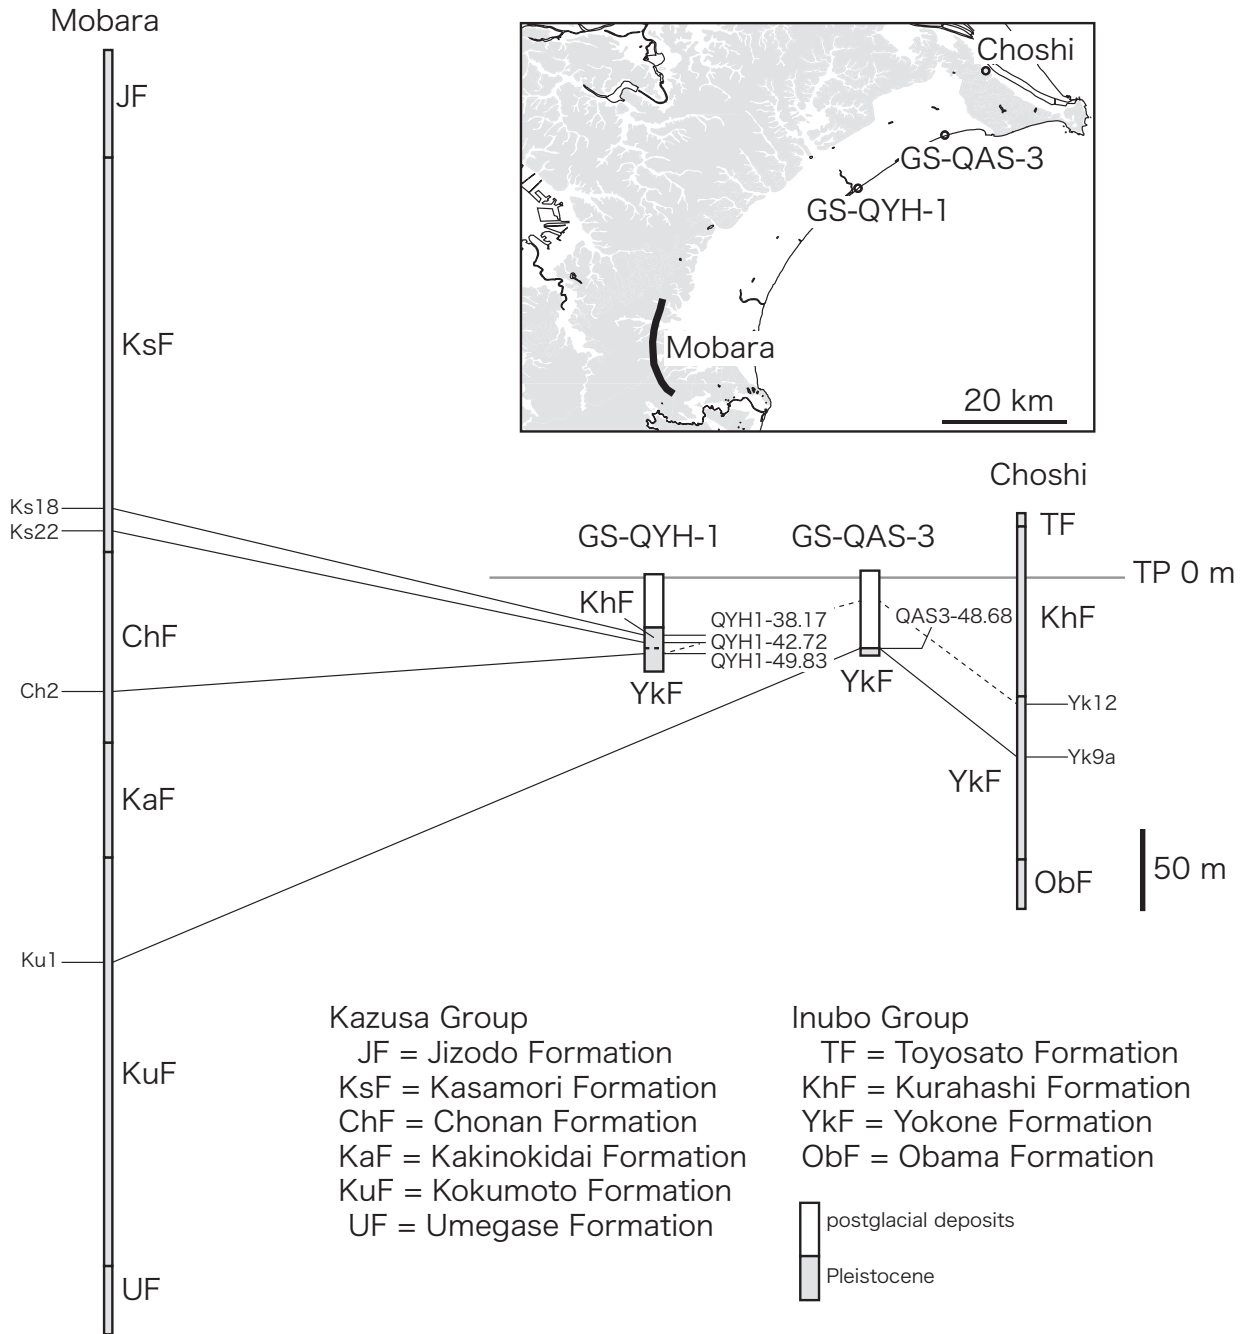 Mobara
JF
KsF
Ks18
Ks22
ChF
Ch2
KaF
Ku1
KuF
UF
Choshi
GS-QAS-3
GS-QYH-1
Mobara
20 km
Choshi
TF
GS-QYH-1
GS-QAS-3
TP 0 m
KhF
QYH1-38.17
QAS3-48.68
KhF
QYH1-42.72
QYH1-49.83
YkF
YkF
Yk12
Yk9a
YkF
50 m
ObF
Kazusa Group
JF = Jizodo Formation
KsF = Kasamori Formation
ChF = Chonan Formation
KaF = Kakinokidai Formation
KuF = Kokumoto Formation
UF = Umegase Formation
Inubo Group
TF = Toyosato Formation
KhF = Kurahashi Formation
YkF = Yokone Formation
ObF = Obama Formation
postglacial deposits
Pleistocene